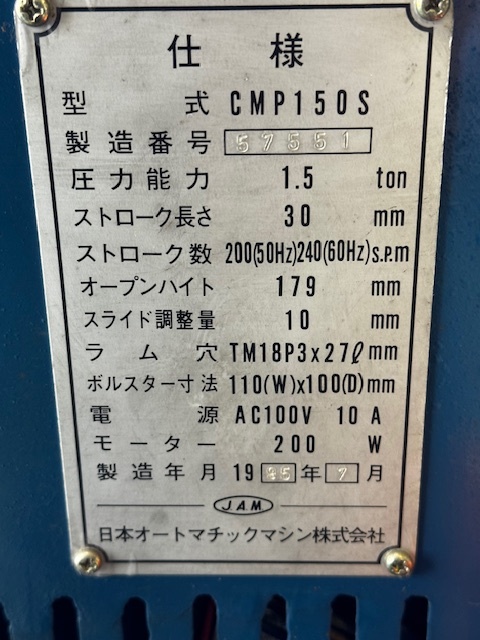 仕様
型式 CMP150S
製造番号 57551
圧力能力 1.5 ton
ストローク長さ 30 mm
ストローク数 200(50Hz)240(60Hz)s.p.m
オープンハイト 179 mm
スライド調整量 10 mm
ラム穴 TM18P3x27ℓmm
ボルスター寸法 110(W)x100(D)mm
電源 AC100V 10 A
モーター 200 W
製造年月 19 年 7 月
J.A.M.
日本オートマチックマシン株式会社